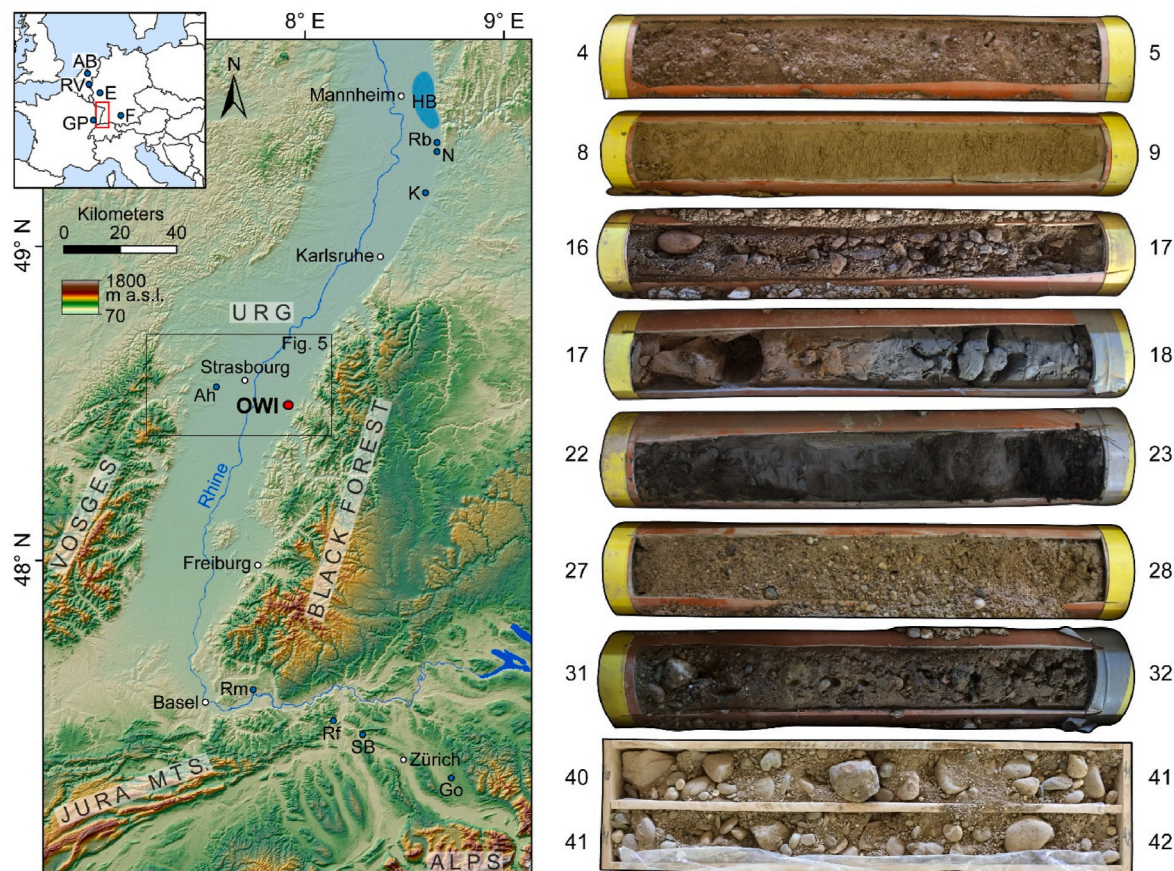 8° E
9° E
AB
RV
E
F
GP
N
Mannheim
HB
Rb
N
K
Kilometers
0 20 40
49° N
Karlsruhe
1800
m a.s.l.
70
URG
Fig. 5
Strasbourg
Ah
OWI
Rhine
VOSGES
BLACK FOREST
48° N
Freiburg
Basel
Rm
Rf
SB
Zürich
Go
JURA MTS.
ALPS
4 5
8 9
16 17
17 18
22 23
27 28
31 32
40 41
41 42